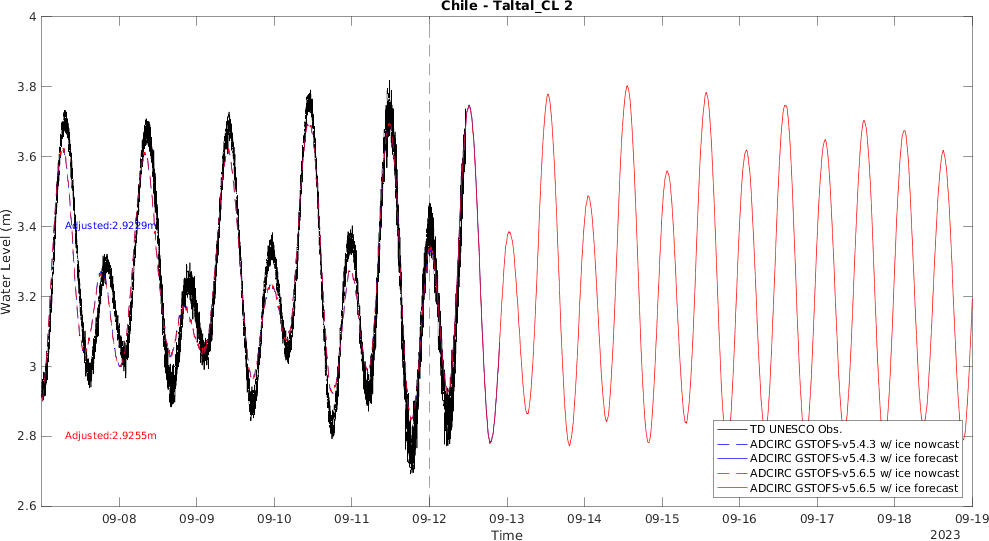 Chile - Taltal_CL 2
Water Level (m)
4
3.8
3.6
3.4
3.2
3
2.8
2.6
Adjusted:2.9229m
Adjusted:2.9255m
TD UNESCO Obs.
ADCIRC GSTOFS-v5.4.3 w/ ice nowcast
ADCIRC GSTOFS-v5.4.3 w/ ice forecast
ADCIRC GSTOFS-v5.6.5 w/ ice nowcast
ADCIRC GSTOFS-v5.6.5 w/ ice forecast
09-08 09-09 09-10 09-11 09-12 09-13 09-14 09-15 09-16 09-17 09-18 09-19
Time
2023